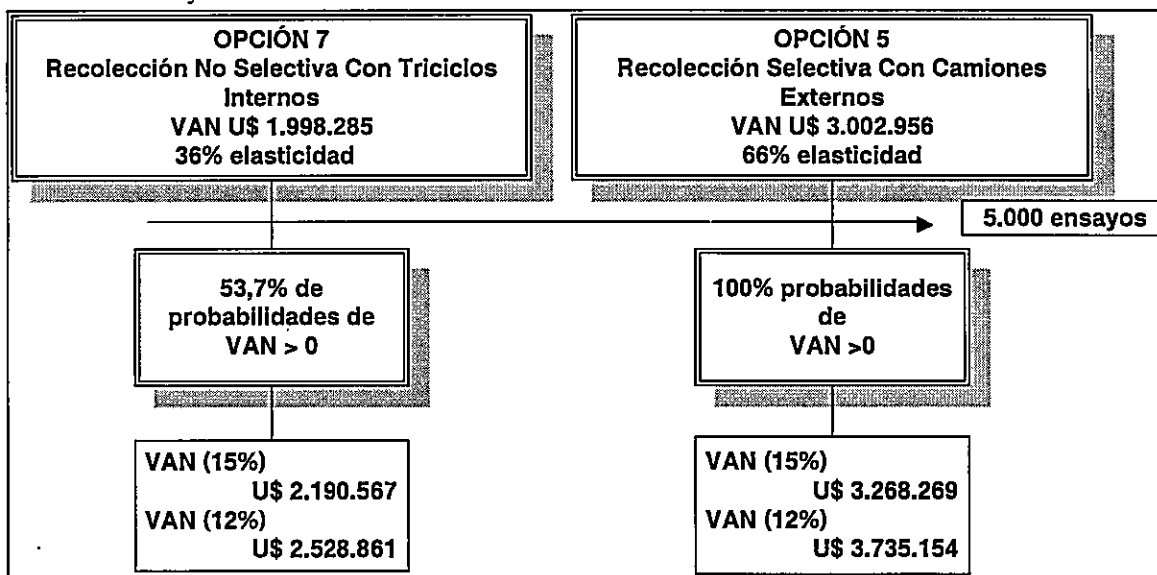 OPCIÓN 7
Recolección No Selectiva Con Triciclos
Internos
VAN U$ 1.998.285
36% elasticidad
OPCIÓN 5
Recolección Selectiva Con Camiones
Externos
VAN U$ 3.002.956
66% elasticidad
5.000 ensayos
53,7% de
probabilidades de
VAN > 0
100% probabilidades
de
VAN >0
VAN (15%)
U$ 2.190.567
VAN (12%)
U$ 2.528.861
VAN (15%)
U$ 3.268.269
VAN (12%)
U$ 3.735.154